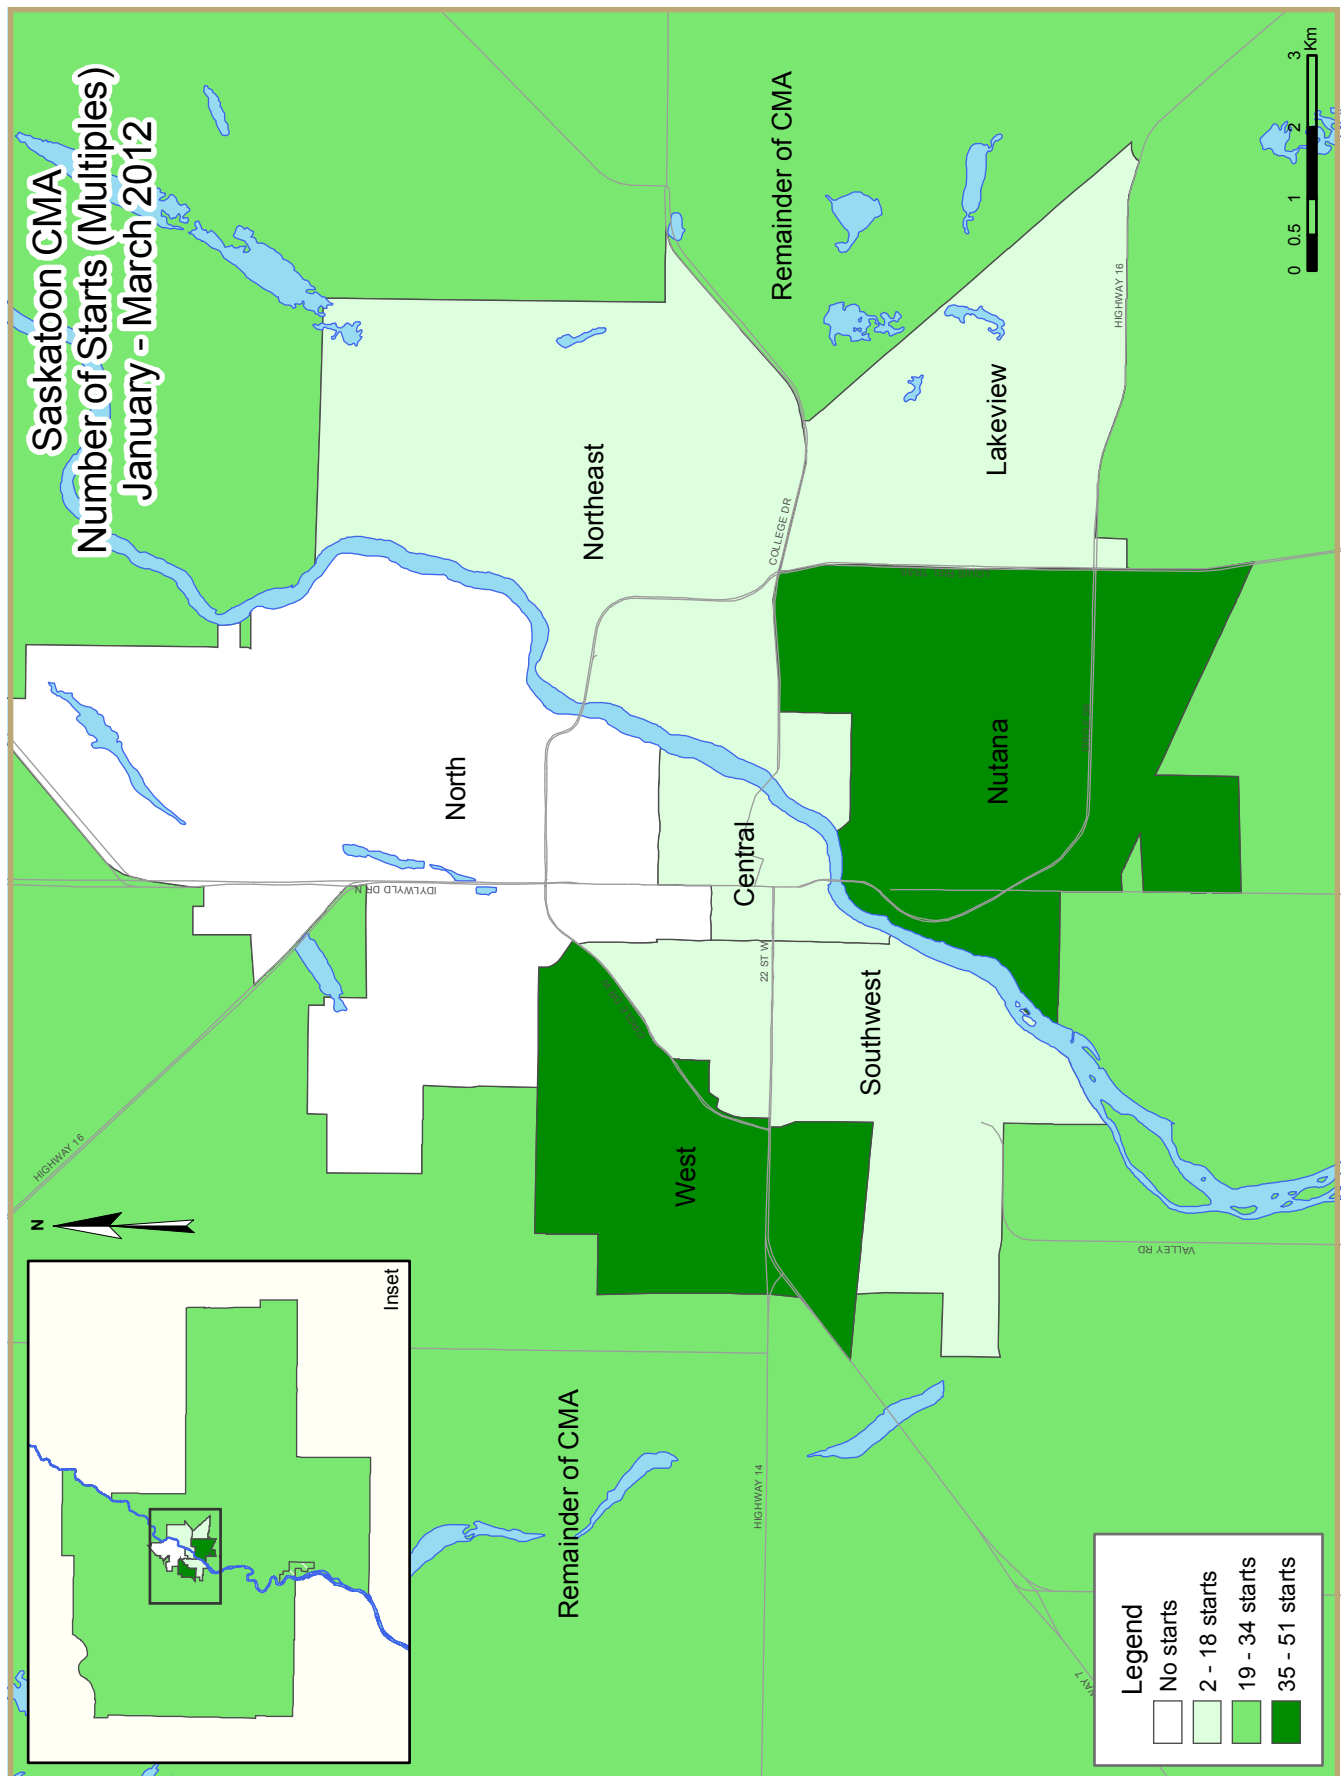 Saskatoon CMA
Number of Starts (Multiples)
January - March 2012
N
Inset
HIGHWAY 16
IDYLWYLD DR N
North
Northeast
Remainder of CMA
COLLEGE DR
Central
22 ST W
West
Southwest
Nutana
Lakeview
HIGHWAY 16
VALLEY RD
Remainder of CMA
HIGHWAY 14
WAY 7
0 0.5 1 2 3
Km
Legend
No starts
2 - 18 starts
19 - 34 starts
35 - 51 starts